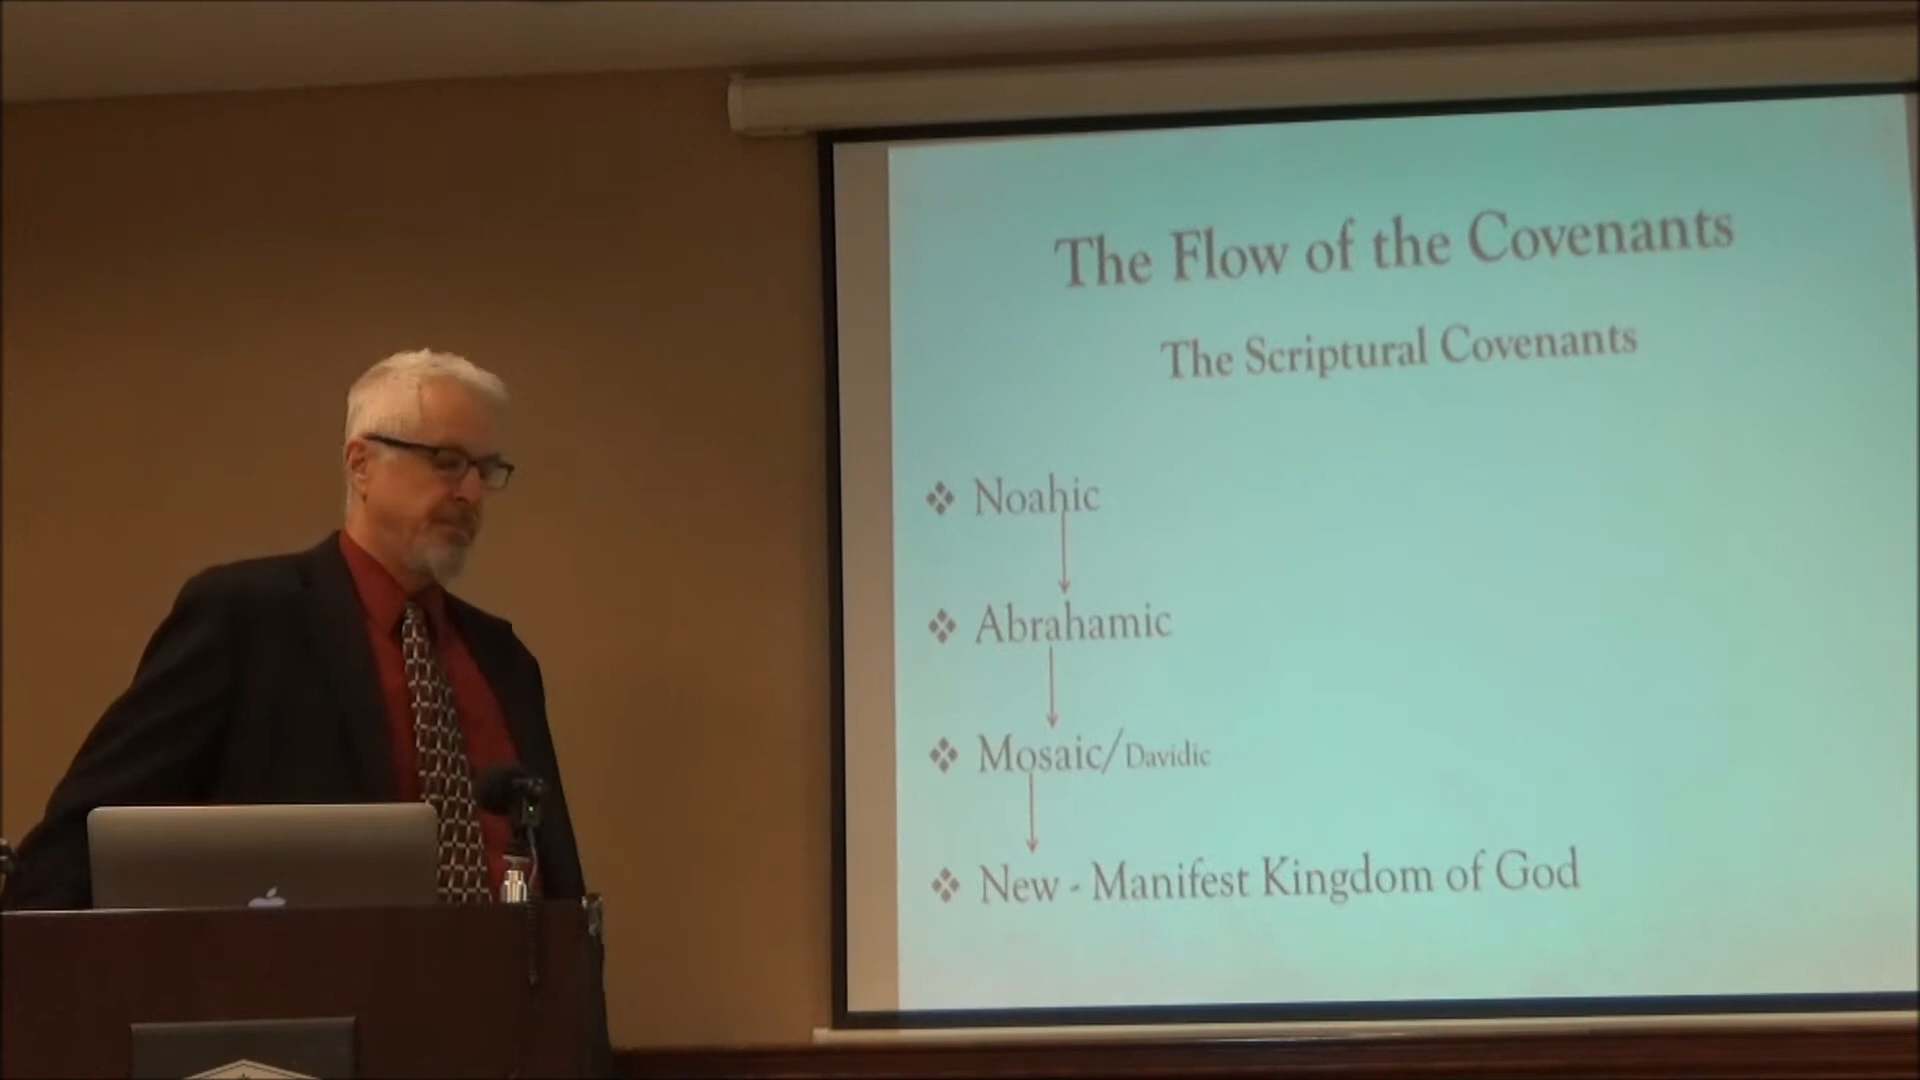 The Flow of the Covenants
The Scriptural Covenants
Noahic
Abrahamic
Mosaic/Davidic
New - Manifest Kingdom of God